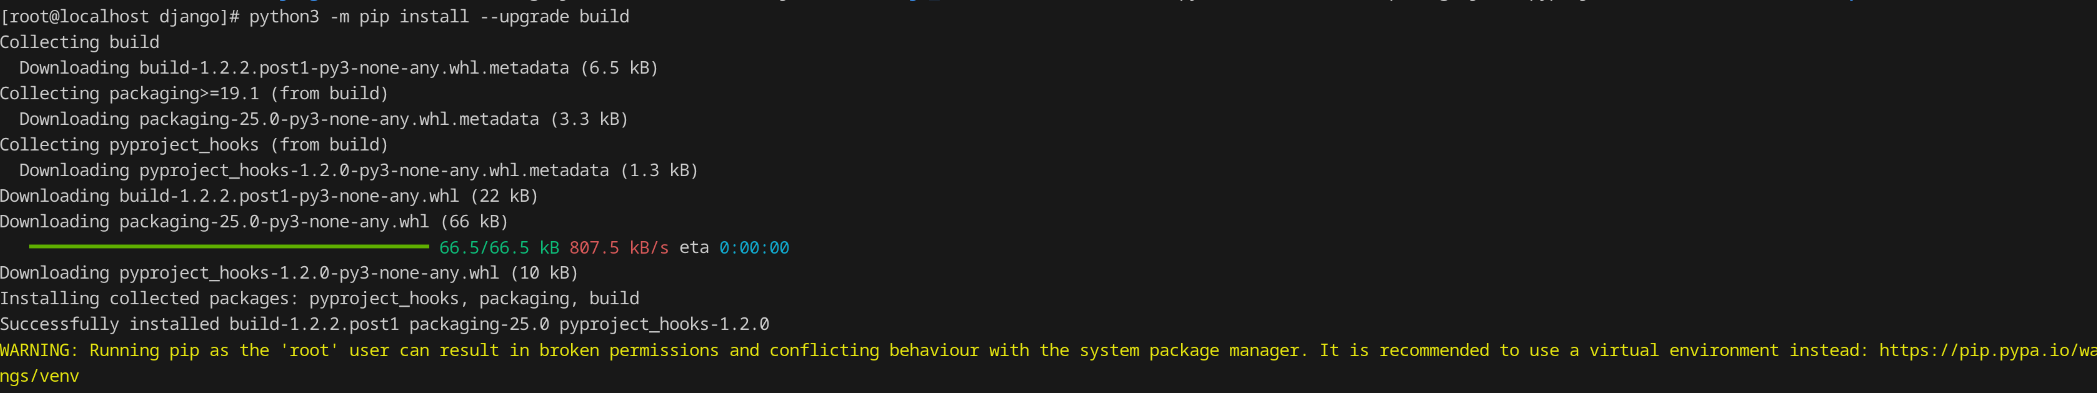 [root@localhost django]# python3 -m pip install --upgrade build
Collecting build
  Downloading build-1.2.2.post1-py3-none-any.whl.metadata (6.5 kB)
Collecting packaging>=19.1 (from build)
  Downloading packaging-25.0-py3-none-any.whl.metadata (3.3 kB)
Collecting pyproject_hooks (from build)
  Downloading pyproject_hooks-1.2.0-py3-none-any.whl.metadata (1.3 kB)
Downloading build-1.2.2.post1-py3-none-any.whl (22 kB)
Downloading packaging-25.0-py3-none-any.whl (66 kB)
66.5/66.5 kB 807.5 kB/s eta 0:00:00
Downloading pyproject_hooks-1.2.0-py3-none-any.whl (10 kB)
Installing collected packages: pyproject_hooks, packaging, build
Successfully installed build-1.2.2.post1 packaging-25.0 pyproject_hooks-1.2.0
WARNING: Running pip as the 'root' user can result in broken permissions and conflicting behaviour with the system package manager. It is recommended to use a virtual environment instead: https://pip.pypa.io/wa
ngs/venv